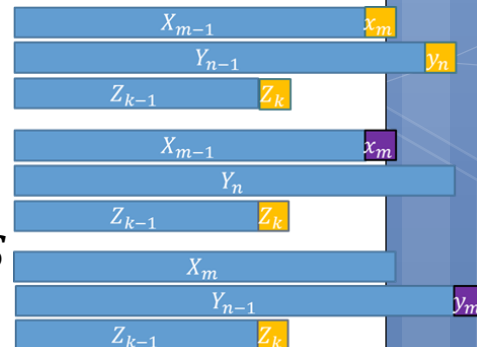 X_{m-1} x_m
Y_{n-1} y_n
Z_{k-1} Z_k
X_{m-1} x_m
Y_n
Z_{k-1} Z_k
X_m
Y_{n-1} y_m
Z_{k-1} Z_k